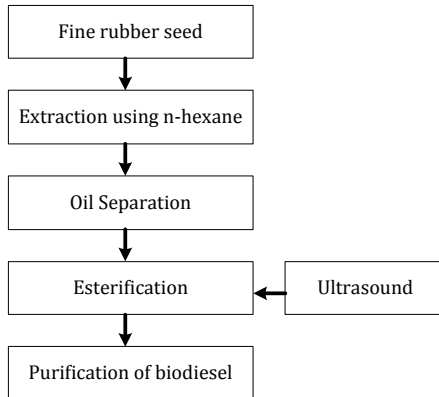 Fine rubber seed
Extraction using n-hexane
Oil Separation
Esterification
Ultrasound
Purification of biodiesel